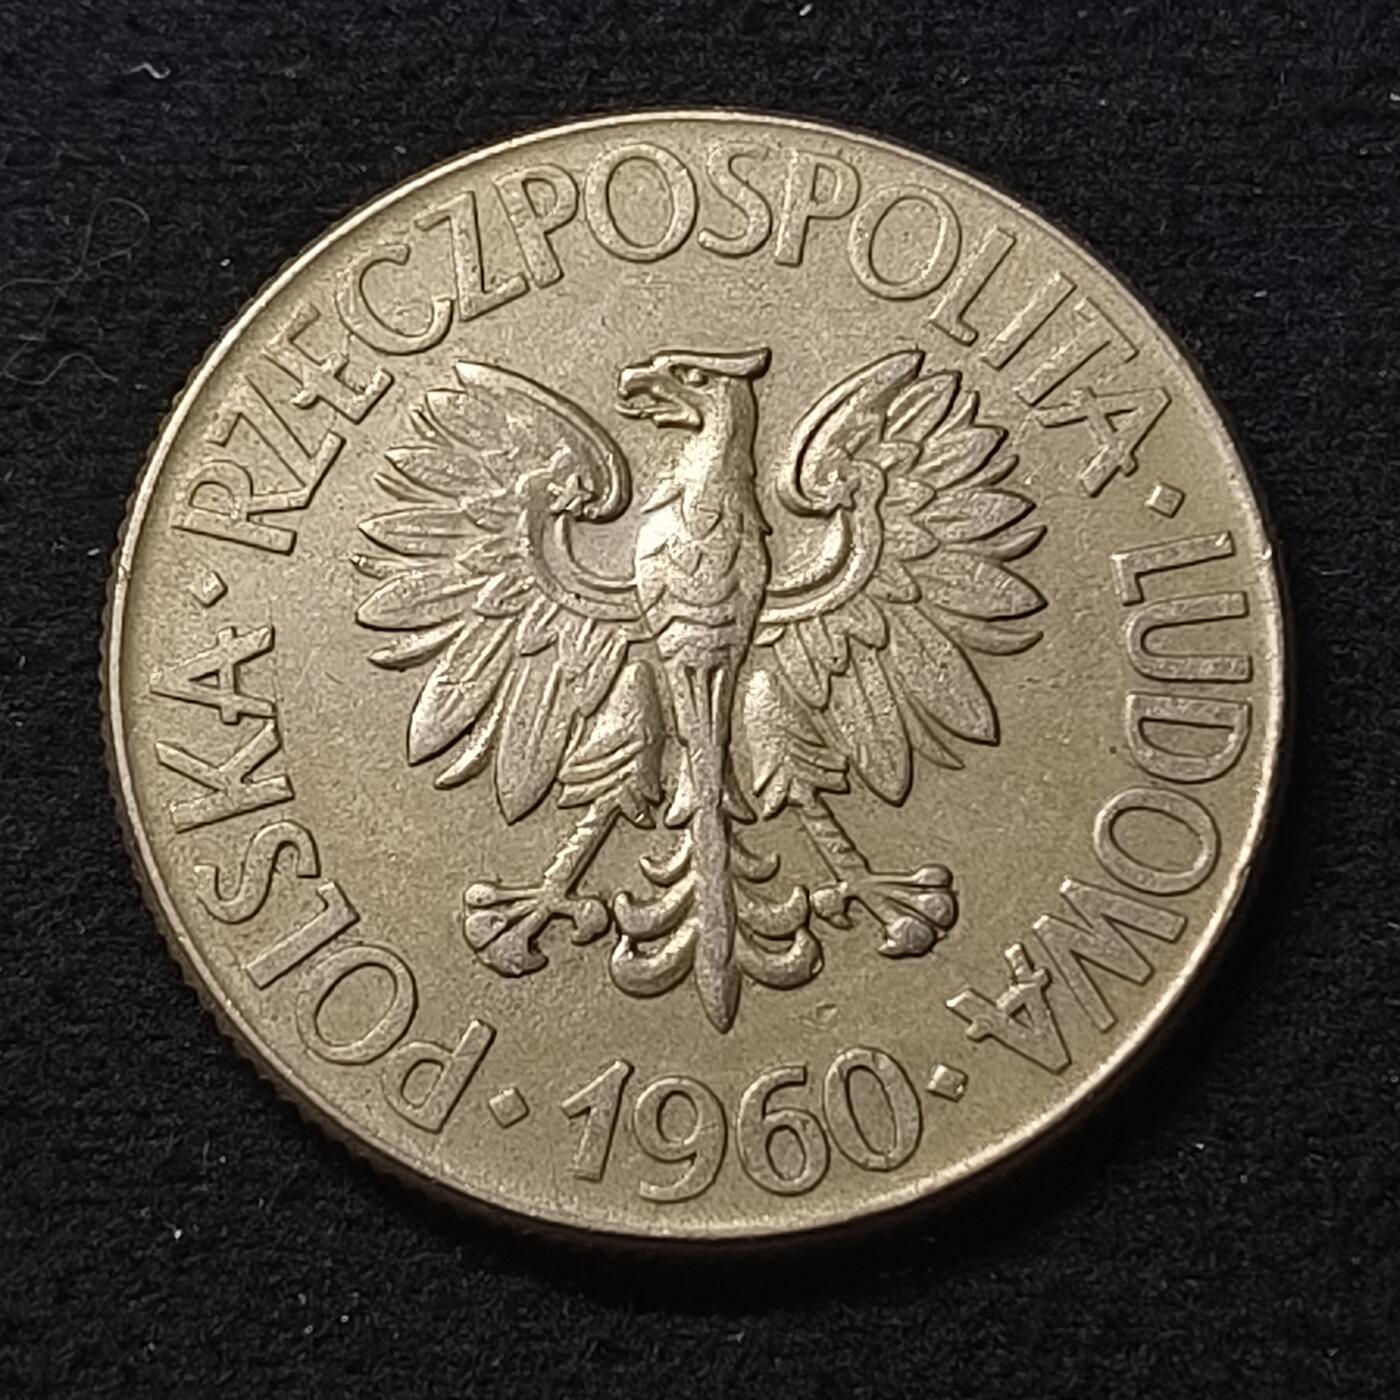 POLSKA · RZECZPOSPOLITA · LUDOWA · 1960 ·